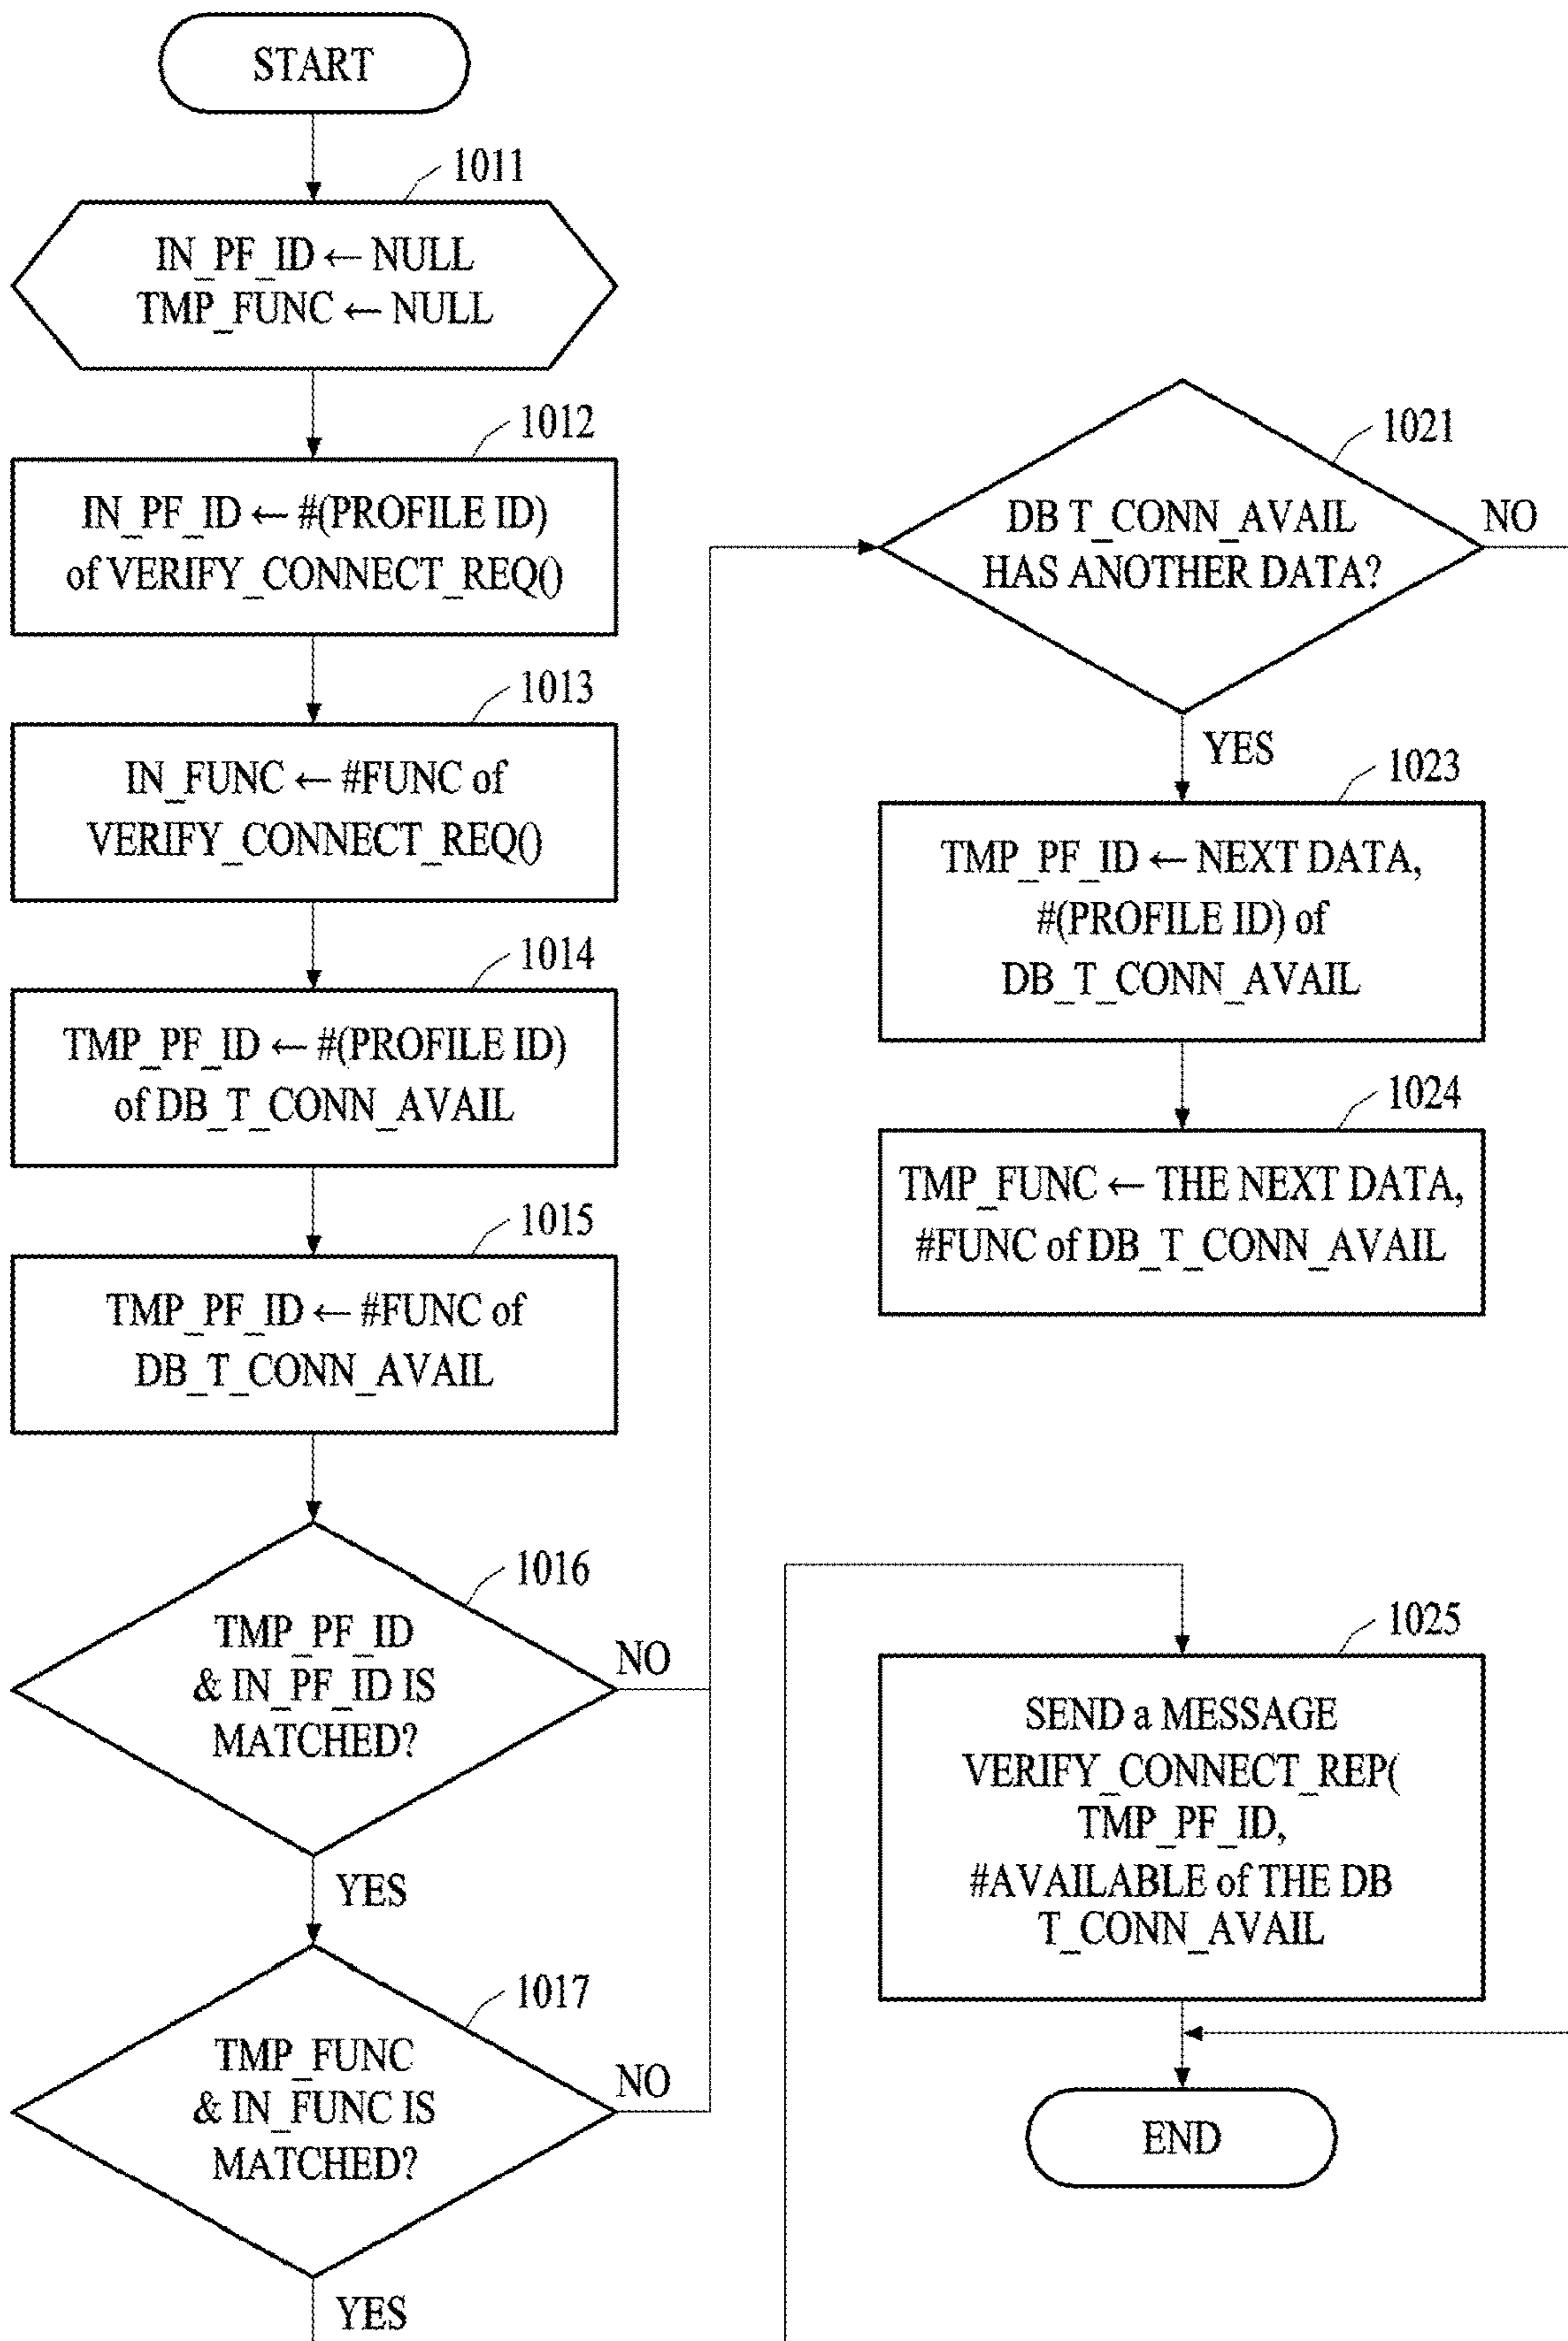 START
1011
IN_PF_ID ← NULL
TMP_FUNC ← NULL
1012
IN_PF_ID ← #(PROFILE ID)
of VERIFY_CONNECT_REQ()
1013
IN_FUNC ← #FUNC of
VERIFY_CONNECT_REQ()
1014
TMP_PF_ID ← #(PROFILE ID)
of DB_T_CONN_AVAIL
1015
TMP_PF_ID ← #FUNC of
DB_T_CONN_AVAIL
1016
TMP_PF_ID
& IN_PF_ID IS
MATCHED?
NO
YES
1017
TMP_FUNC
& IN_FUNC IS
MATCHED?
NO
YES
1021
DB T_CONN_AVAIL
HAS ANOTHER DATA?
NO
YES
1023
TMP_PF_ID ← NEXT DATA,
#(PROFILE ID) of
DB_T_CONN_AVAIL
1024
TMP_FUNC ← THE NEXT DATA,
#FUNC of DB_T_CONN_AVAIL
1025
SEND a MESSAGE
VERIFY_CONNECT_REP(
TMP_PF_ID,
#AVAILABLE of THE DB
T_CONN_AVAIL
END